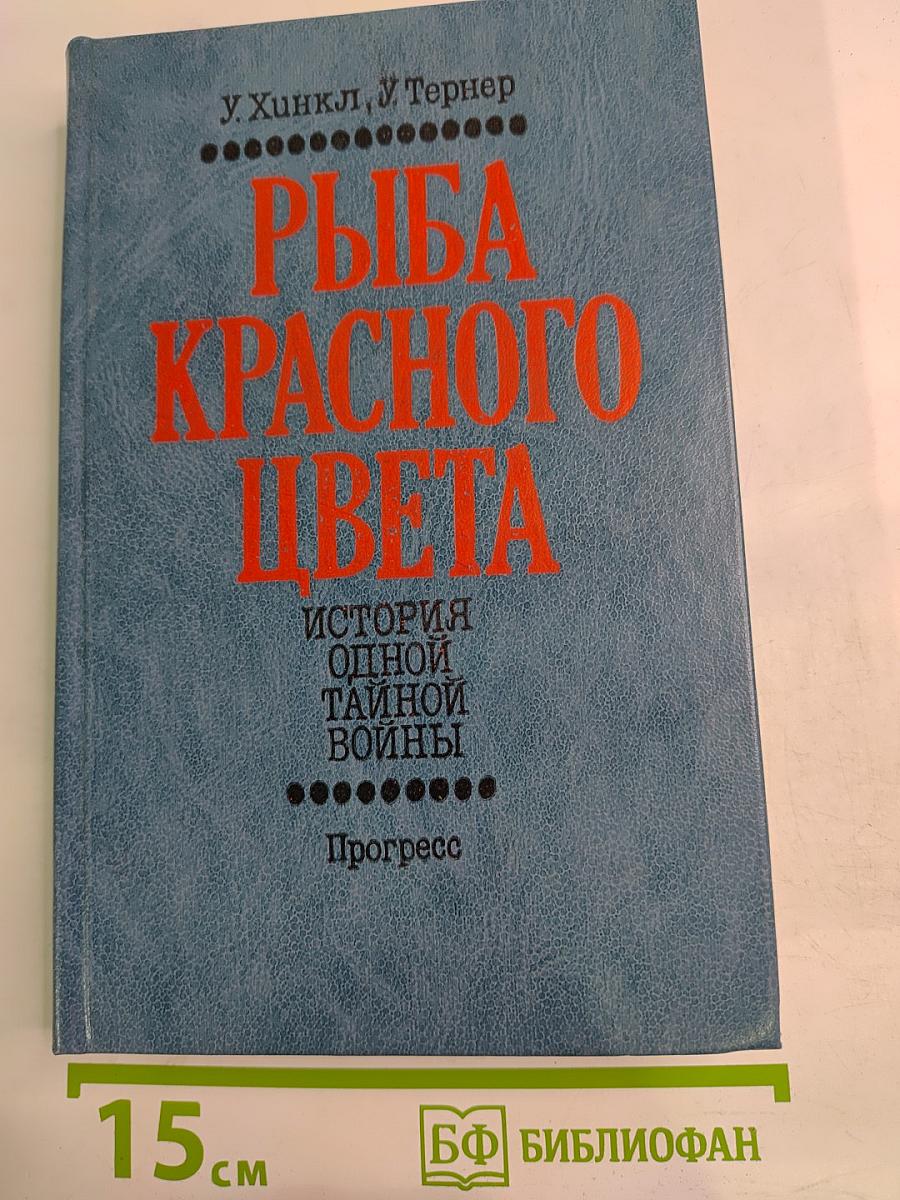 У. Хинкл, У. Тернер
РЫБА
КРАСНОГО
ЦВЕТА
ИСТОРИЯ
ОДНОЙ
ТАЙНОЙ
ВОЙНЫ
Прогресс
15 см
БФ БИБЛИОФАН